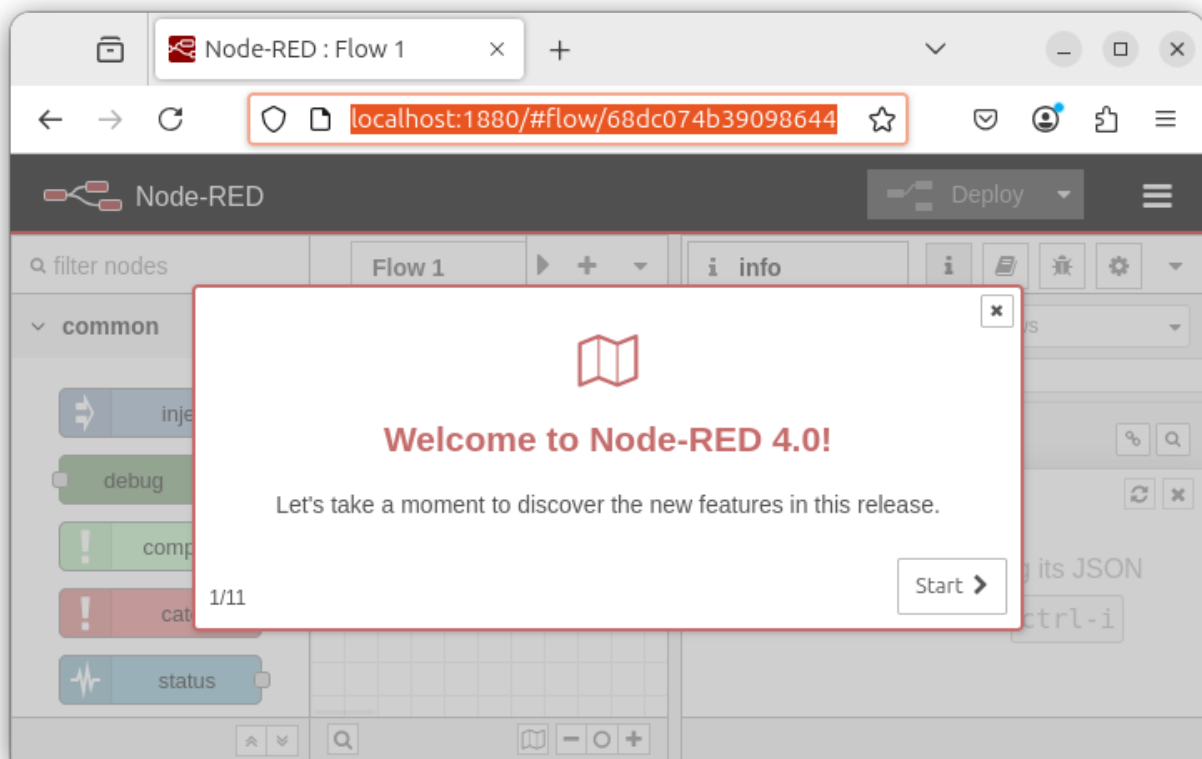 Node-RED : Flow 1
localhost:1880/#flow/68dc074b39098644
Node-RED
Deploy
filter nodes
Flow 1
i info
i
common
Welcome to Node-RED 4.0!
Let's take a moment to discover the new features in this release.
1/11
Start
debug
status
its JSON
ctrl-i